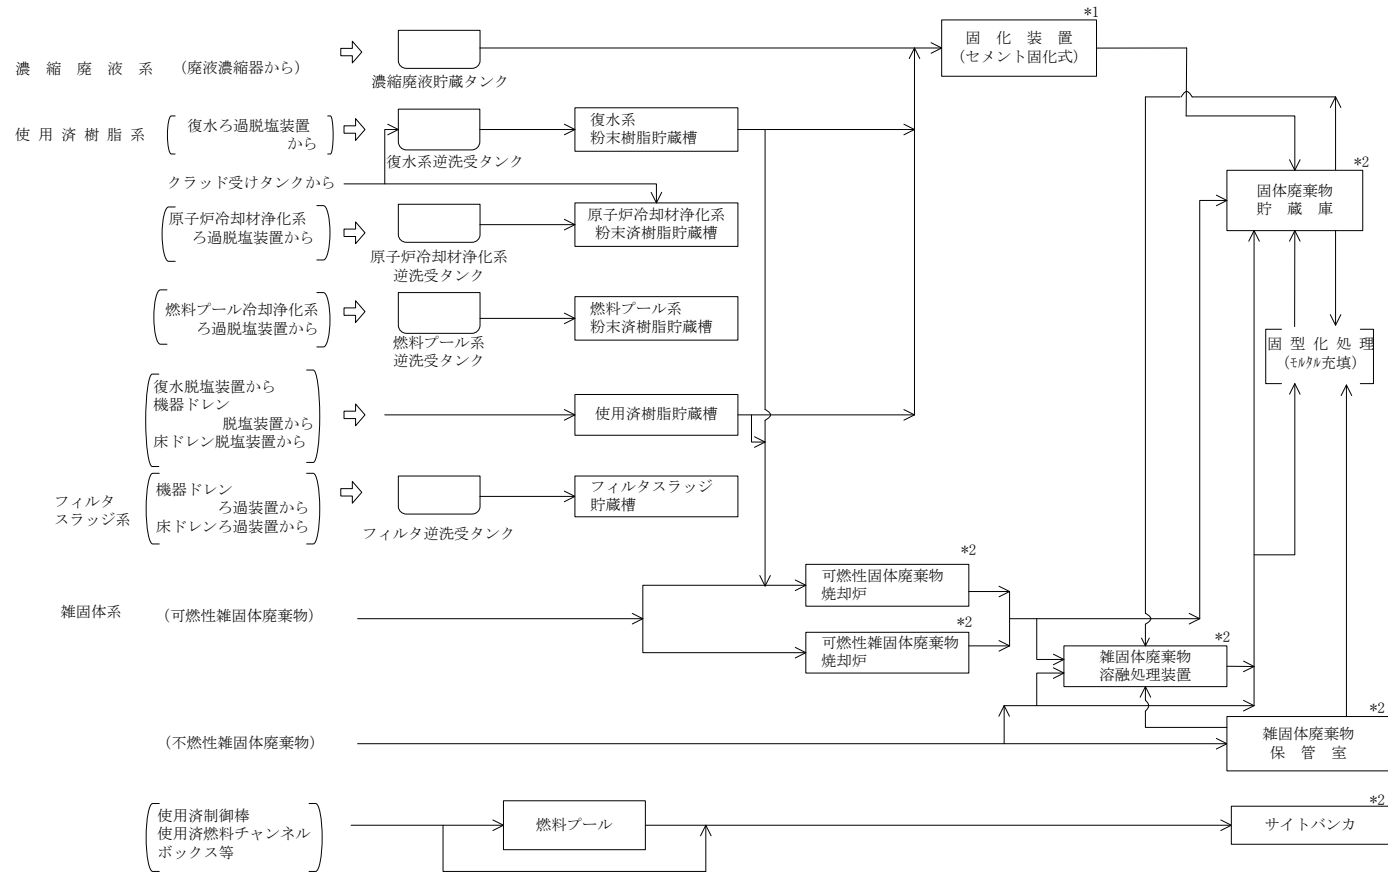 *1
固 化 装 置
(セメント固化式)
濃 縮 廃 液 系 (廃液濃縮器から)
濃縮廃液貯蔵タンク
使 用 済 樹 脂 系
復水ろ過脱塩装置
から
復水系逆洗受タンク
復水系
粉末樹脂貯蔵槽
クラッド受けタンクから
*2
固体廃棄物
貯 蔵 庫
原子炉冷却材浄化系
ろ過脱塩装置から
原子炉冷却材浄化系
逆洗受タンク
原子炉冷却材浄化系
粉末済樹脂貯蔵槽
燃料プール冷却浄化系
ろ過脱塩装置から
燃料プール系
逆洗受タンク
燃料プール系
粉末済樹脂貯蔵槽
固 型 化 処 理
(モルタル充填)
復水脱塩装置から
機器ドレン
脱塩装置から
床ドレン脱塩装置から
使用済樹脂貯蔵槽
フィルタ
スラッジ系
機器ドレン
ろ過装置から
床ドレンろ過装置から
フィルタ逆洗受タンク
フィルタスラッジ
貯蔵槽
雑固体系
(可燃性雑固体廃棄物)
*2
可燃性固体廃棄物
焼却炉
*2
可燃性雑固体廃棄物
焼却炉
*2
雑固体廃棄物
溶融処理装置
(不燃性雑固体廃棄物)
*2
雑固体廃棄物
保 管 室
使用済制御棒
使用済燃料チャンネル
ボックス等
燃料プール
*2
サイトバンカ